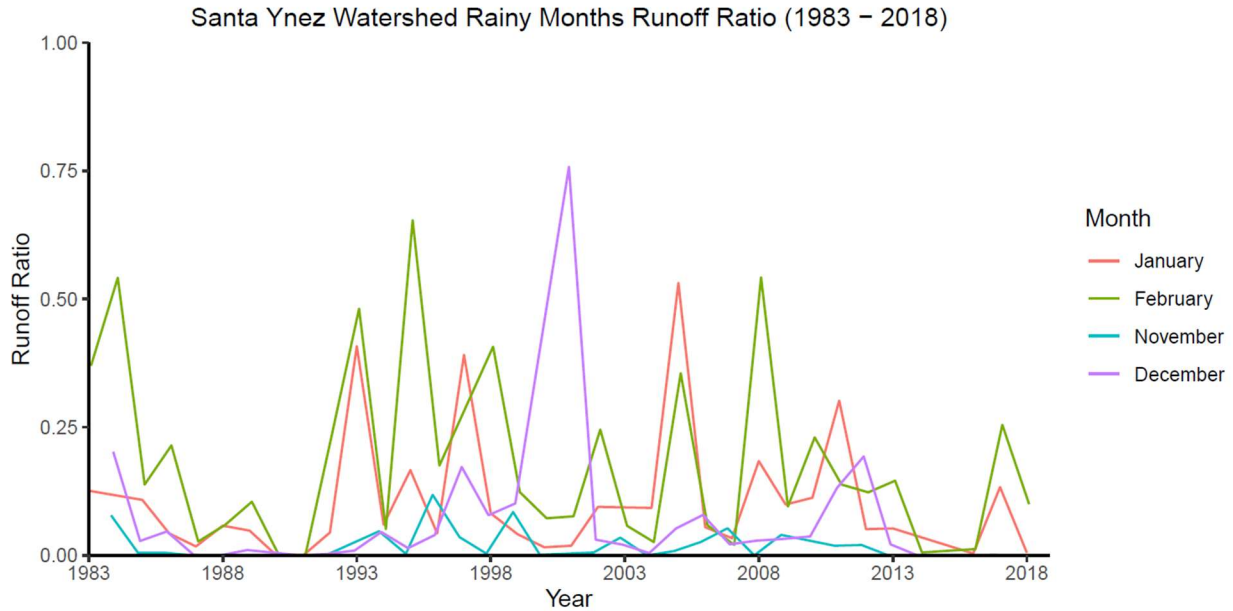 Santa Ynez Watershed Rainy Months Runoff Ratio (1983 − 2018)
1.00
0.75
0.50
0.25
0.00
Runoff Ratio
1983 1988 1993 1998 2003 2008 2013 2018
Year
Month
January
February
November
December